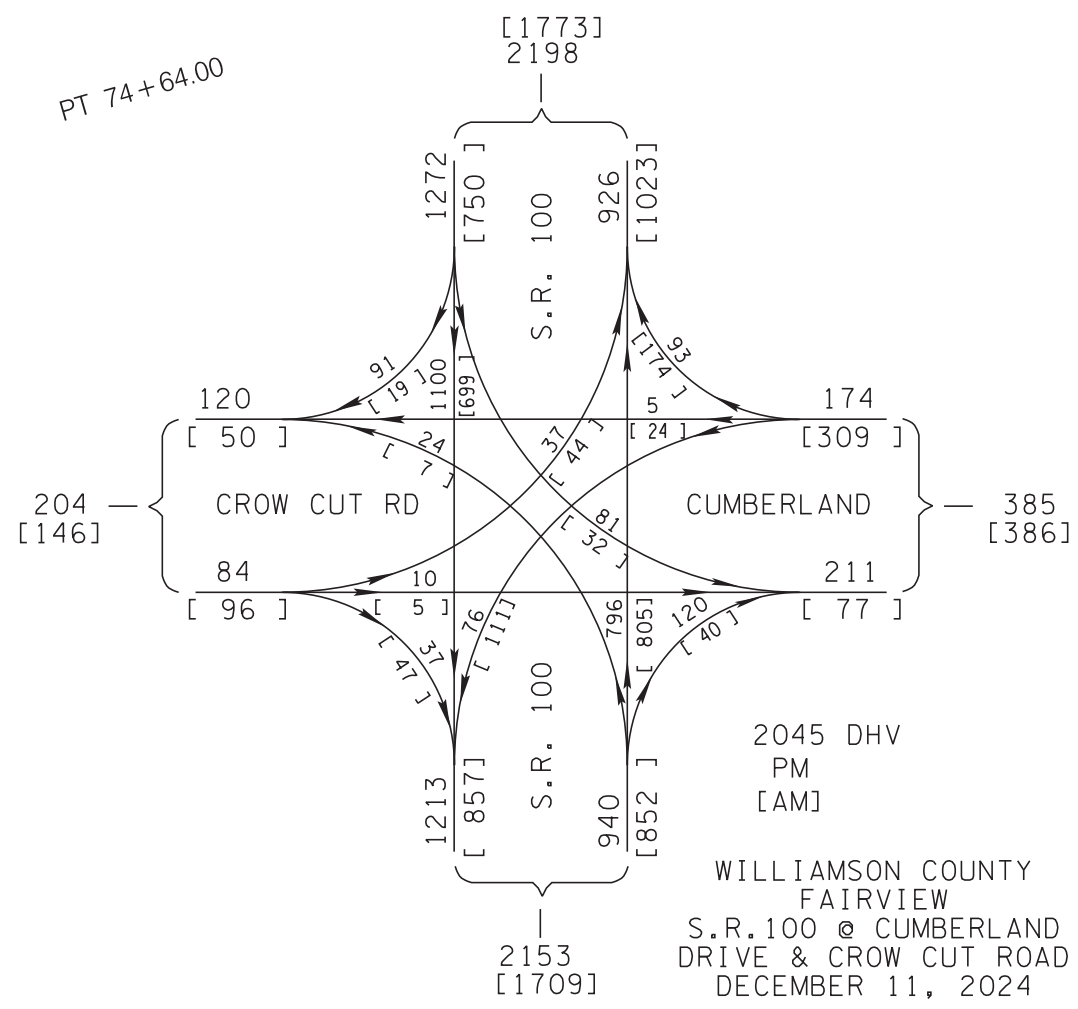 [1773]
2198
PT 74+64.00
1272
[750 ]
S.R. 100
926
[1023]
91
[ 19 ]
1100
[699 ]
93
[174 ]
120
[ 50 ]
24
[ 7 ]
37
[ 44 ]
5
[ 24 ]
174
[309 ]
204
[146]
CROW CUT RD
CUMBERLAND
385
[386]
81
[ 32 ]
84
[ 96 ]
10
[ 5 ]
211
[ 77 ]
37
[ 47 ]
76
[ 111]
796
[ 805]
120
[ 40 ]
1213
[ 857]
S.R. 100
940
[852 ]
2045 DHV
PM
[AM]
2153
[1709]
WILLIAMSON COUNTY
FAIRVIEW
S.R.100 @ CUMBERLAND
DRIVE & CROW CUT ROAD
DECEMBER 11, 2024